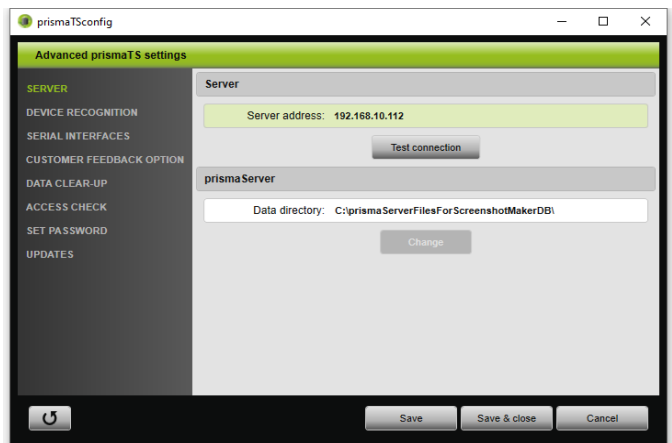 prismaTSconfig
Advanced prismaTS settings
SERVER
DEVICE RECOGNITION
SERIAL INTERFACES
CUSTOMER FEEDBACK OPTION
DATA CLEAR-UP
ACCESS CHECK
SET PASSWORD
UPDATES
Server
Server address: 192.168.10.112
Test connection
prismaServer
Data directory: C:\prismaServerFilesForScreenshotMakerDB\
Change
Save Save & close Cancel